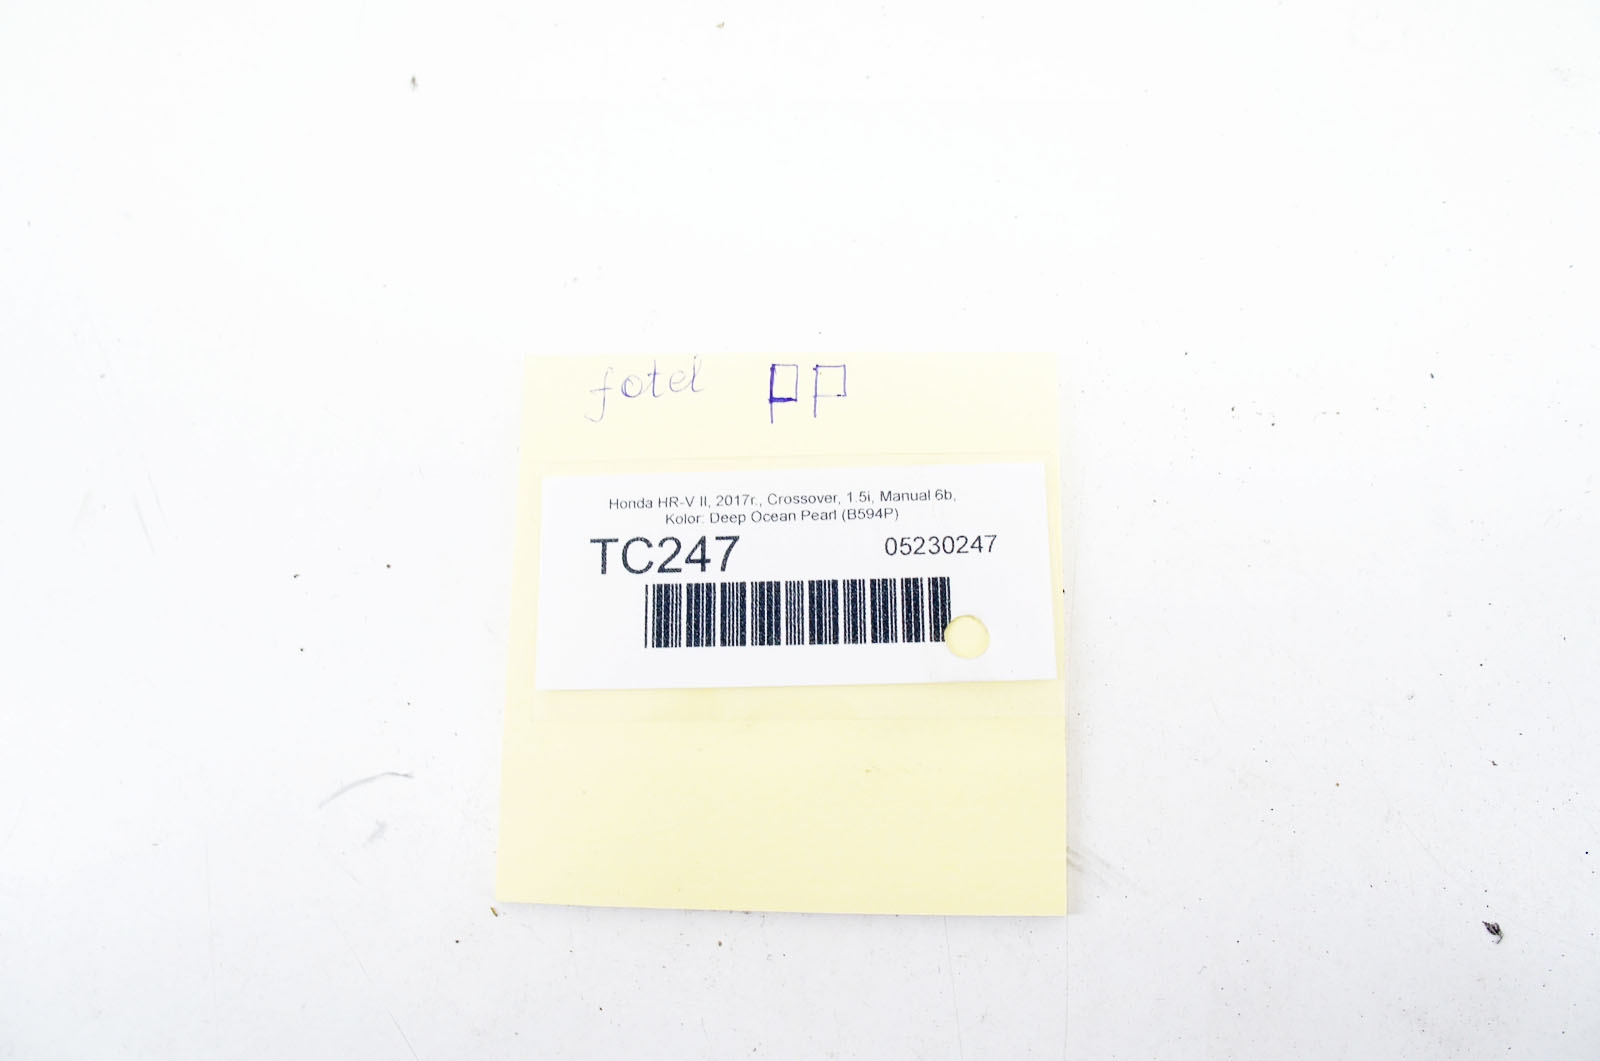 fotel PP
Honda HR-V II, 2017r., Crossover, 1.5i, Manual 6b,
Kolor: Deep Ocean Pearl (B594P)
TC247 05230247